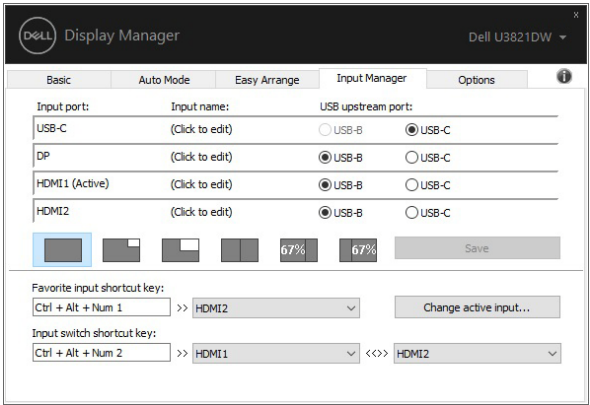 x
DELL Display Manager
Dell U3821DW
Basic Auto Mode Easy Arrange Input Manager Options i
Input port: Input name: USB upstream port:
USB-C (Click to edit) USB-B USB-C
DP (Click to edit) USB-B USB-C
HDMI1 (Active) (Click to edit) USB-B USB-C
HDMI2 (Click to edit) USB-B USB-C
67% 67% Save
Favorite input shortcut key:
Ctrl + Alt + Num 1 >> HDMI2 Change active input...
Input switch shortcut key:
Ctrl + Alt + Num 2 >> HDMI1 <<>> HDMI2